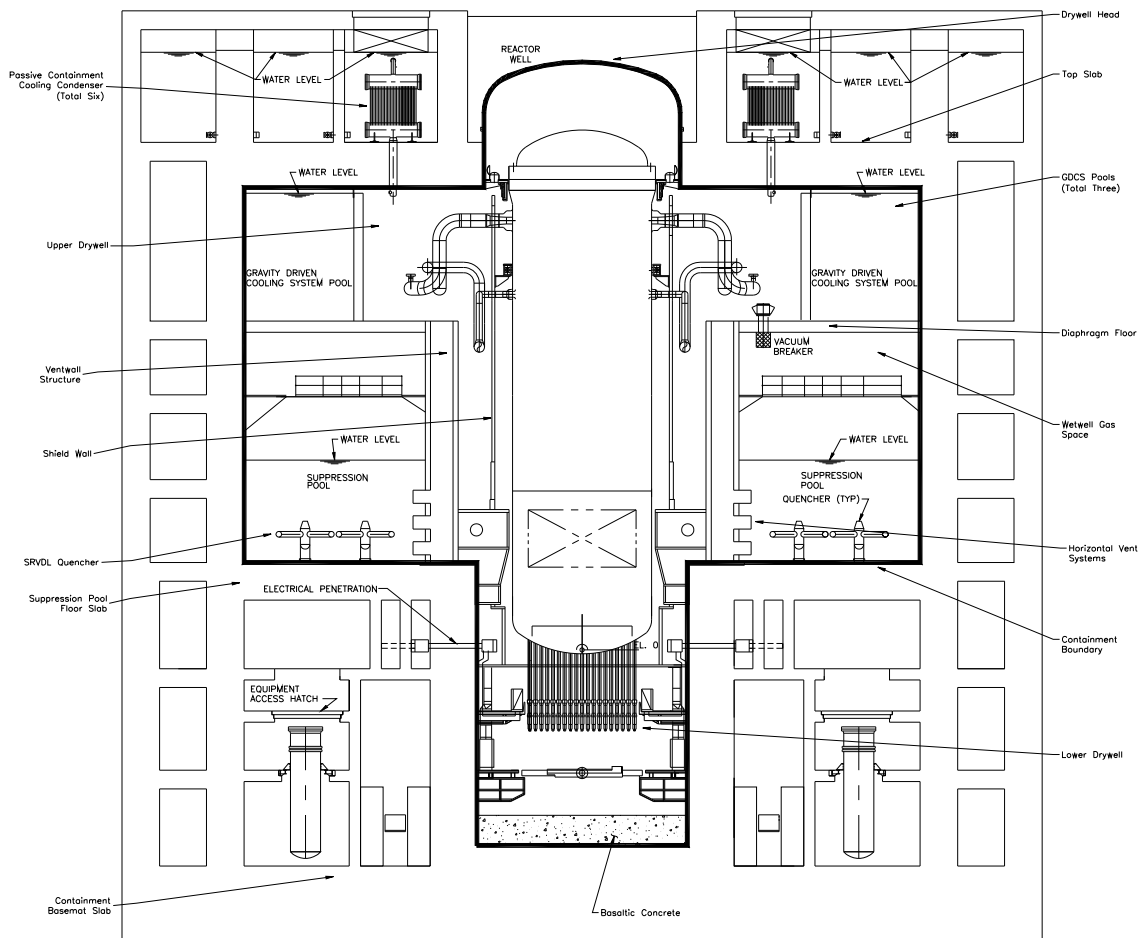 Drywell Head
REACTOR
WELL
Passive Containment
Cooling Condenser
(Total Six)
WATER LEVEL
WATER LEVEL
Top Slab
WATER LEVEL
WATER LEVEL
GDCS Pools
(Total Three)
Upper Drywell
GRAVITY DRIVEN
COOLING SYSTEM POOL
GRAVITY DRIVEN
COOLING SYSTEM POOL
Diaphragm Floor
VACUUM
BREAKER
Ventwall
Structure
Wetwell Gas
Space
Shield Wall
WATER LEVEL
WATER LEVEL
SUPPRESSION
POOL
SUPPRESSION
POOL
QUENCHER (TYP)
SRVDL Quencher
Horizontal Vent
Systems
Suppression Pool
Floor Slab
ELECTRICAL PENETRATION
EL. 0
Containment
Boundary
EQUIPMENT
ACCESS HATCH
Lower Drywell
Containment
Basemat Slab
Basaltic Concrete